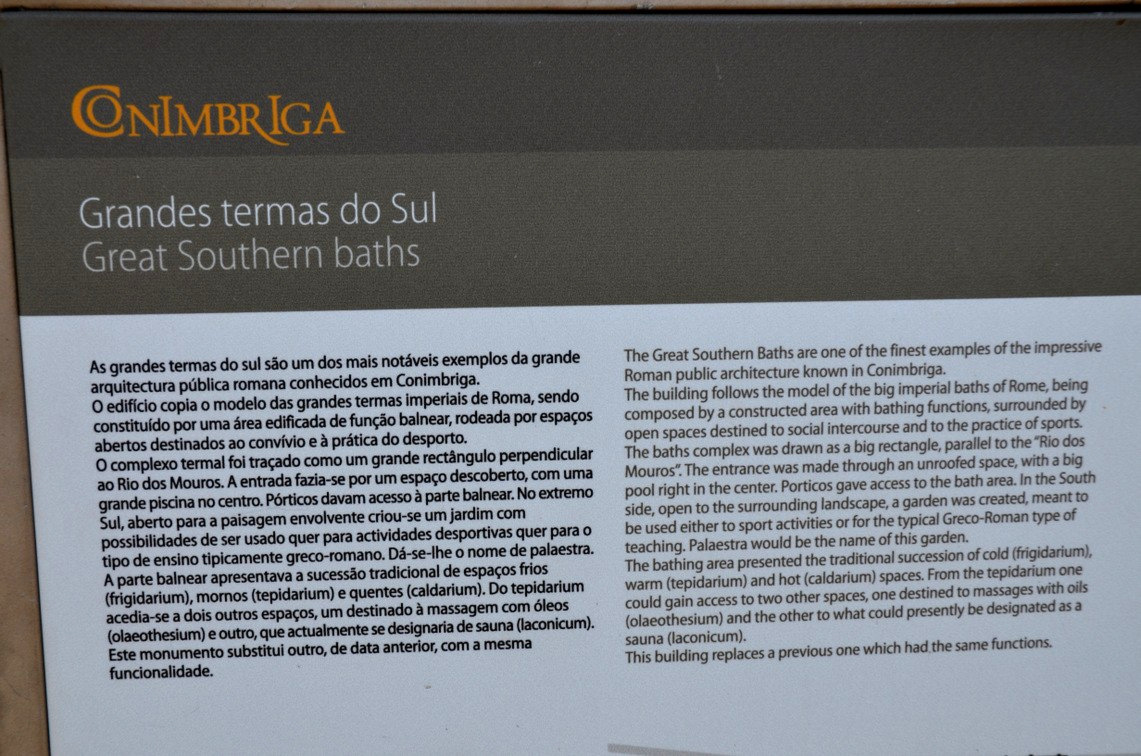 CONIMBRIGA
Grandes termas do Sul
Great Southern baths
As grandes termas do sul são um dos mais notáveis exemplos da grande
arquitectura pública romana conhecidos em Conimbriga.
O edifício copia o modelo das grandes termas imperiais de Roma, sendo
constituído por uma área edificada de função balnear, rodeada por espaços
abertos destinados ao convívio e à prática do desporto.
O complexo termal foi traçado como um grande rectângulo perpendicular
ao Rio dos Mouros. A entrada fazia-se por um espaço descoberto, com uma
grande piscina no centro. Pórticos davam acesso à parte balnear. No extremo
Sul, aberto para a paisagem envolvente criou-se um jardim com
possibilidades de ser usado quer para actividades desportivas quer para o
tipo de ensino tipicamente greco-romano. Dá-se-lhe o nome de palaestra.
A parte balnear apresentava a sucessão tradicional de espaços frios
(frigidarium), mornos (tepidarium) e quentes (caldarium). Do tepidarium
acedia-se a dois outros espaços, um destinado à massagem com óleos
(olaeothesium) e outro, que actualmente se designaria de sauna (laconicum).
Este monumento substitui outro, de data anterior, com a mesma
funcionalidade.
The Great Southern Baths are one of the finest examples of the impressive
Roman public architecture known in Conimbriga.
The building follows the model of the big imperial baths of Rome, being
composed by a constructed area with bathing functions, surrounded by
open spaces destined to social intercourse and to the practice of sports.
The baths complex was drawn as a big rectangle, parallel to the "Rio dos
Mouros". The entrance was made through an unroofed space, with a big
pool right in the center. Porticos gave access to the bath area. In the South
side, open to the surrounding landscape, a garden was created, meant to
be used either to sport activities or for the typical Greco-Roman type of
teaching. Palaestra would be the name of this garden.
The bathing area presented the traditional succession of cold (frigidarium),
warm (tepidarium) and hot (caldarium) spaces. From the tepidarium one
could gain access to two other spaces, one destined to massages with oils
(olaeothesium) and the other to what could presently be designated as a
sauna (laconicum).
This building replaces a previous one which had the same functions.